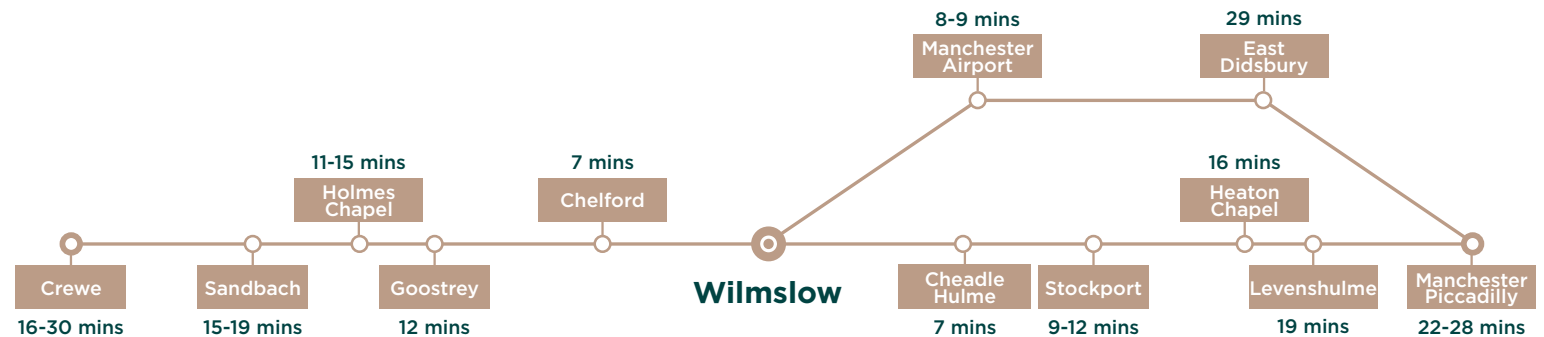 8-9 mins
Manchester
Airport
29 mins
East
Didsbury
11-15 mins
Holmes
Chapel
7 mins
Chelford
16 mins
Heaton
Chapel
Crewe
16-30 mins
Sandbach
15-19 mins
Goostrey
12 mins
Wilmslow
Cheadle
Hulme
7 mins
Stockport
9-12 mins
Levenshulme
19 mins
Manchester
Piccadilly
22-28 mins